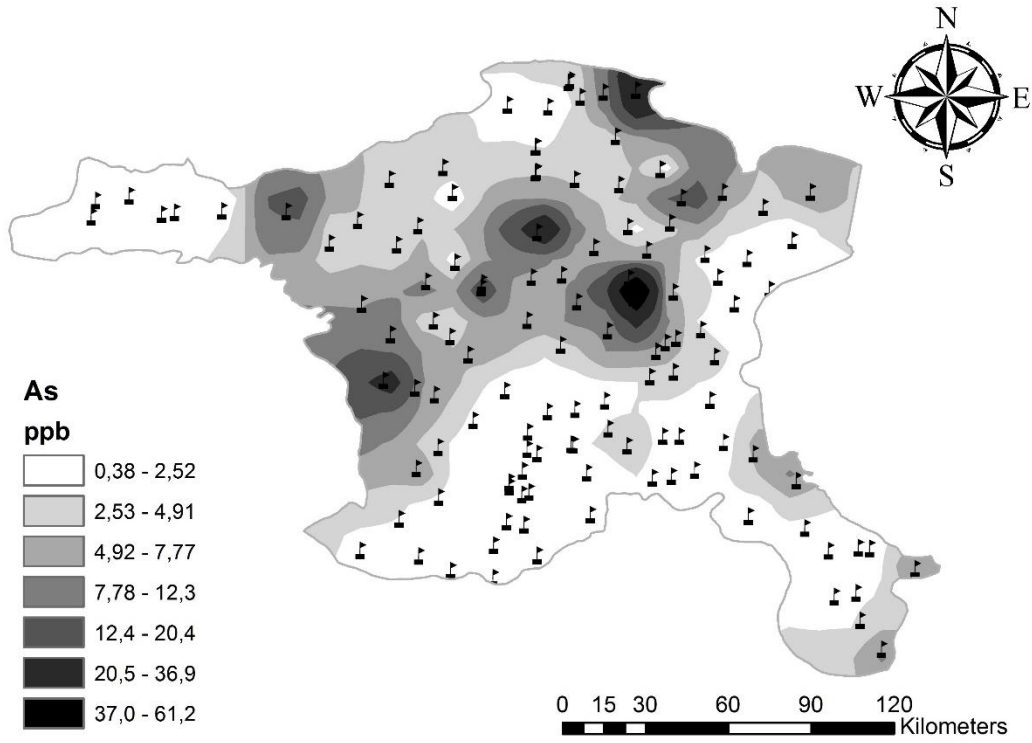 N
W E
S
As
ppb
0,38 - 2,52
2,53 - 4,91
4,92 - 7,77
7,78 - 12,3
12,4 - 20,4
20,5 - 36,9
37,0 - 61,2
0 15 30 60 90 120
Kilometers